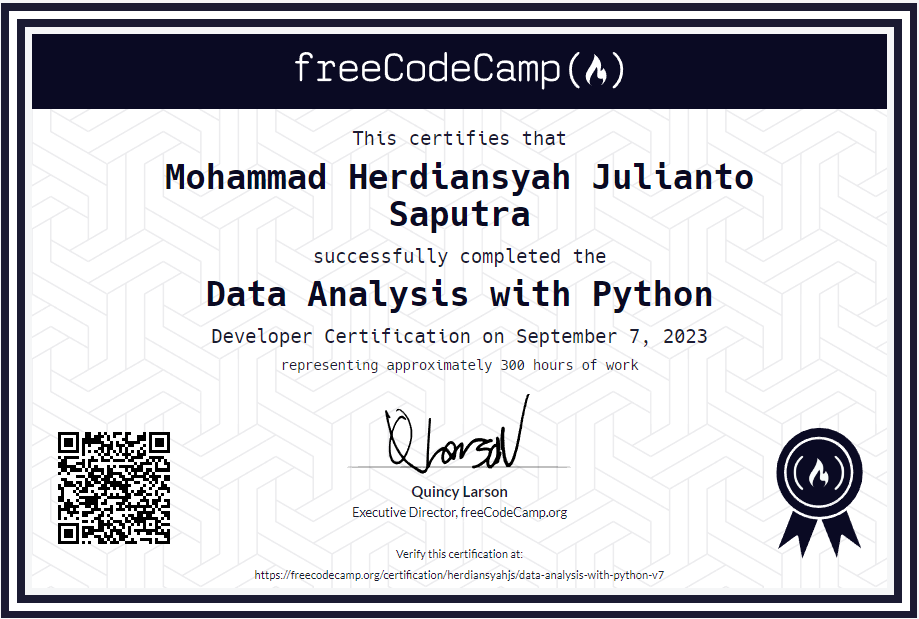 freeCodeCamp(🔥)
This certifies that
Mohammad Herdiansyah Julianto
Saputra
successfully completed the
Data Analysis with Python
Developer Certification on September 7, 2023
representing approximately 300 hours of work
QLarson
Quincy Larson
Executive Director, freeCodeCamp.org
Verify this certification at:
https://freecodecamp.org/certification/herdiansyahjs/data-analysis-with-python-v7